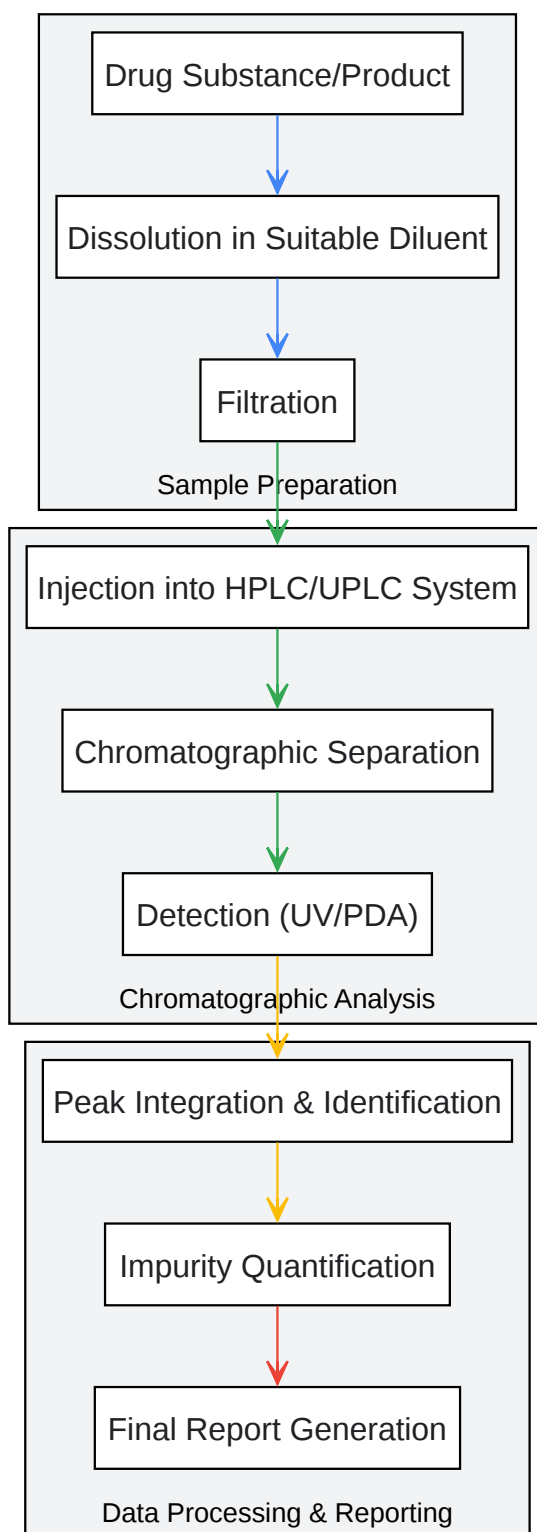 Drug Substance/Product
Dissolution in Suitable Diluent
Filtration
Sample Preparation
Injection into HPLC/UPLC System
Chromatographic Separation
Detection (UV/PDA)
Chromatographic Analysis
Peak Integration & Identification
Impurity Quantification
Final Report Generation
Data Processing & Reporting